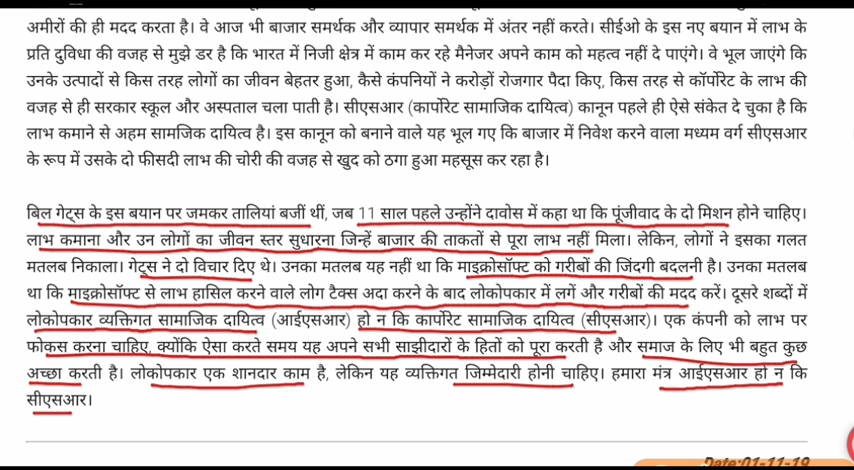 अमीरों की ही मदद करता है। वे आज भी बाजार समर्थक और व्यापार समर्थक में अंतर नहीं करते। सीईओ के इस नए बयान में लाभ के
प्रति दुविधा की वजह से मुझे डर है कि भारत में निजी क्षेत्र में काम कर रहे मैनेजर अपने काम को महत्व नहीं दे पाएंगे। वे भूल जाएंगे कि
उनके उत्पादों से किस तरह लोगों का जीवन बेहतर हुआ, कैसे कंपनियों ने करोड़ों रोजगार पैदा किए, किस तरह से कॉर्पोरेट के लाभ की
वजह से ही सरकार स्कूल और अस्पताल चला पाती है। सीएसआर (कार्पोरेट सामाजिक दायित्व) कानून पहले ही ऐसे संकेत दे चुका है कि
लाभ कमाने से अहम सामजिक दायित्व है। इस कानून को बनाने वाले यह भूल गए कि बाजार में निवेश करने वाला मध्यम वर्ग सीएसआर
के रूप में उसके दो फीसदी लाभ की चोरी की वजह से खुद को ठगा हुआ महसूस कर रहा है।
बिल गेट्स के इस बयान पर जमकर तालियां बजीं थीं, जब 11 साल पहले उन्होंने दावोस में कहा था कि पूंजीवाद के दो मिशन होने चाहिए।
लाभ कमाना और उन लोगों का जीवन स्तर सुधारना जिन्हें बाजार की ताकतों से पूरा लाभ नहीं मिला। लेकिन, लोगों ने इसका गलत
मतलब निकाला। गेट्स ने दो विचार दिए थे। उनका मतलब यह नहीं था कि माइक्रोसॉफ्ट को गरीबों की जिंदगी बदलनी है। उनका मतलब
था कि माइक्रोसॉफ्ट से लाभ हासिल करने वाले लोग टैक्स अदा करने के बाद लोकोपकार में लगें और गरीबों की मदद करें। दूसरे शब्दों में
लोकोपकार व्यक्तिगत सामाजिक दायित्व (आईएसआर) हो न कि कार्पोरेट सामाजिक दायित्व (सीएसआर)। एक कंपनी को लाभ पर
फोकस करना चाहिए, क्योंकि ऐसा करते समय यह अपने सभी साझीदारों के हितों को पूरा करती है और समाज के लिए भी बहुत कुछ
अच्छा करती है। लोकोपकार एक शानदार काम है, लेकिन यह व्यक्तिगत जिम्मेदारी होनी चाहिए। हमारा मंत्र आईएसआर हो न कि
सीएसआर।
Date:01-11-19